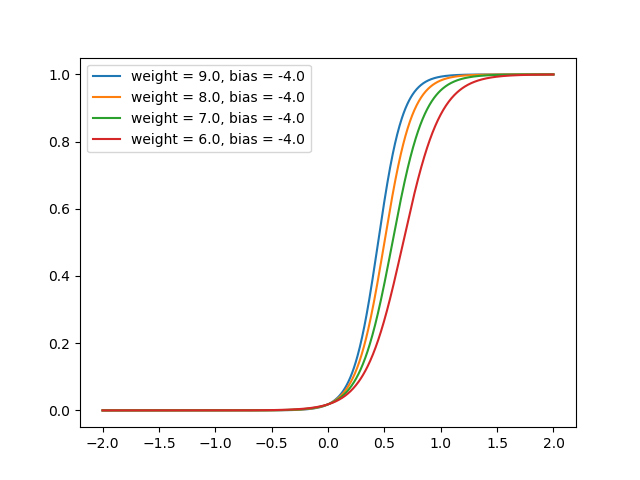 weight = 9.0, bias = -4.0
weight = 8.0, bias = -4.0
weight = 7.0, bias = -4.0
weight = 6.0, bias = -4.0
1.0
0.8
0.6
0.4
0.2
0.0
−2.0 −1.5 −1.0 −0.5 0.0 0.5 1.0 1.5 2.0